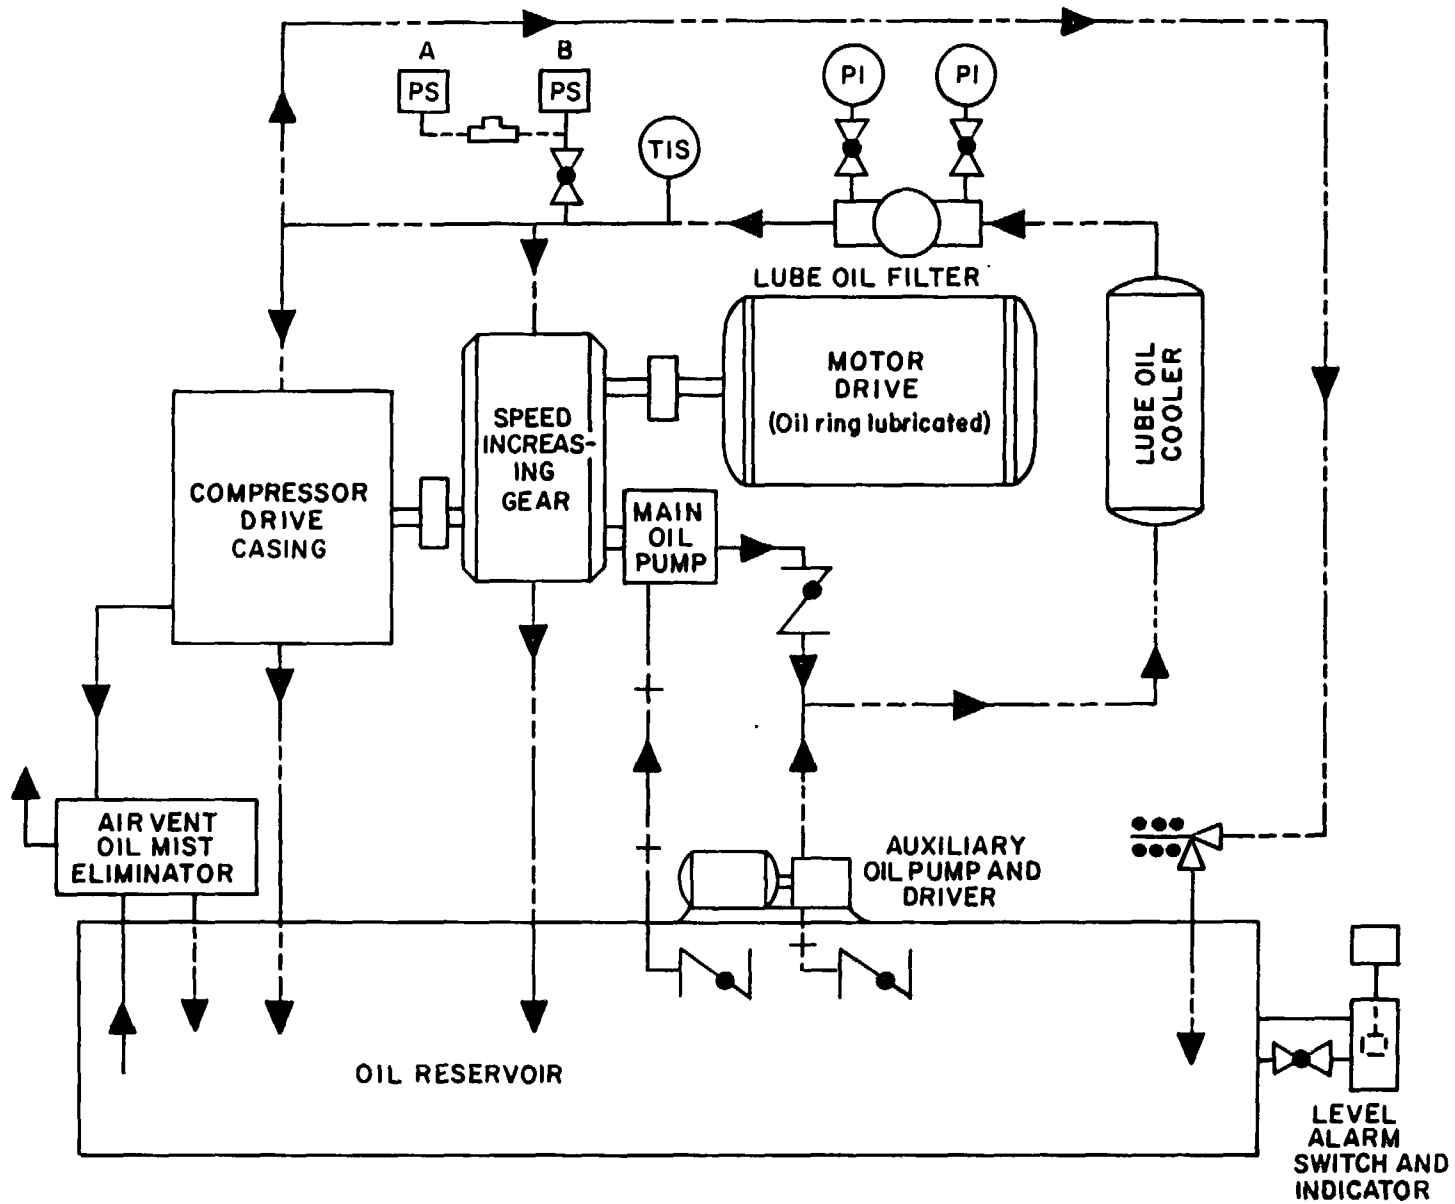 A
B
PS
PS
PI
PI
TIS
LUBE OIL FILTER
MOTOR
DRIVE
(Oil ring lubricated)
LUBE OIL
COOLER
SPEED
INCREAS-
ING
GEAR
COMPRESSOR
DRIVE
CASING
MAIN
OIL
PUMP
AIR VENT
OIL MIST
ELIMINATOR
AUXILIARY
OIL PUMP AND
DRIVER
OIL RESERVOIR
LEVEL
ALARM
SWITCH AND
INDICATOR